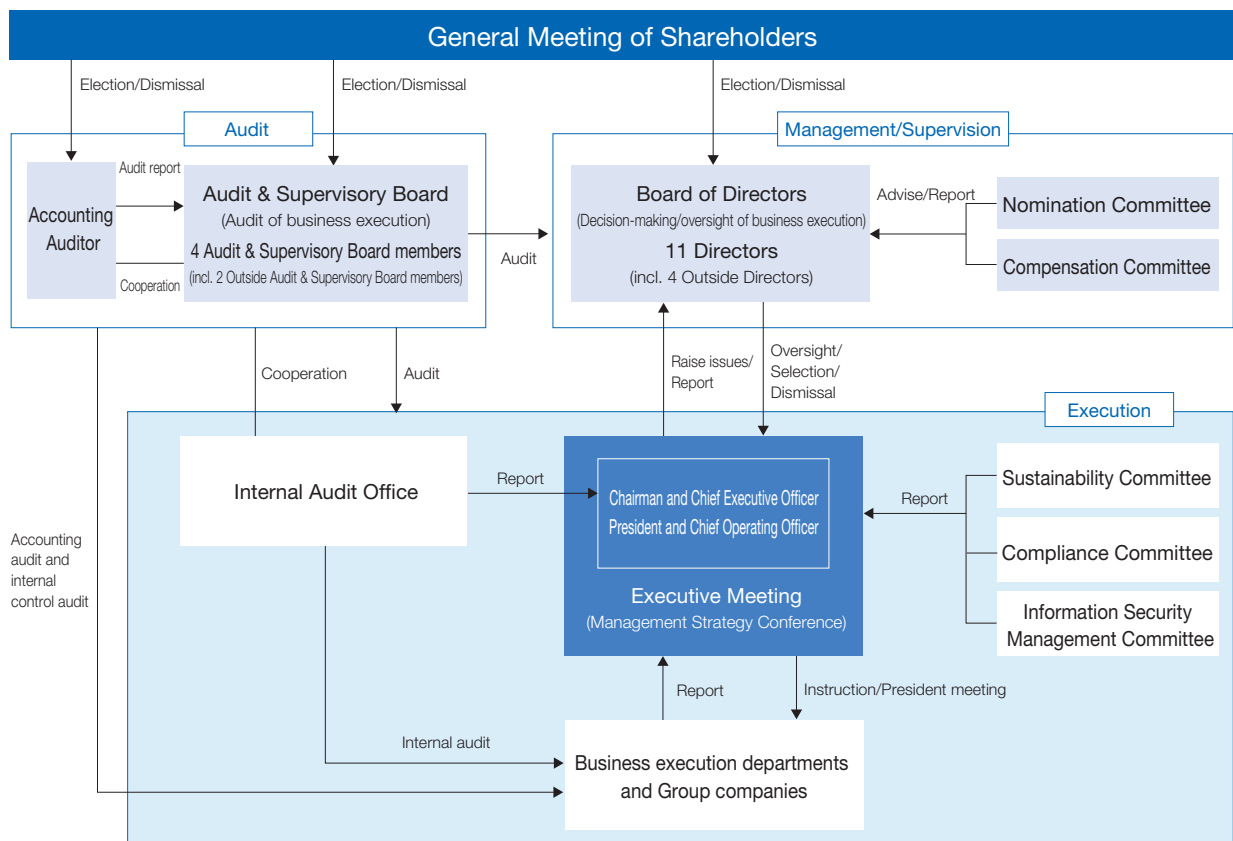 General Meeting of Shareholders
Election/Dismissal
Election/Dismissal
Election/Dismissal
Audit
Management/Supervision
Accounting
Auditor
Audit report
Cooperation
Audit & Supervisory Board
(Audit of business execution)
4 Audit & Supervisory Board members
(incl. 2 Outside Audit & Supervisory Board members)
Audit
Board of Directors
(Decision-making/oversight of business execution)
11 Directors
(incl. 4 Outside Directors)
Advise/Report
Nomination Committee
Compensation Committee
Cooperation
Audit
Raise issues/
Report
Oversight/
Selection/
Dismissal
Execution
Internal Audit Office
Report
Chairman and Chief Executive Officer
President and Chief Operating Officer
Executive Meeting
(Management Strategy Conference)
Report
Sustainability Committee
Compliance Committee
Information Security
Management Committee
Accounting
audit and
internal
control audit
Report
Instruction/President meeting
Internal audit
Business execution departments
and Group companies